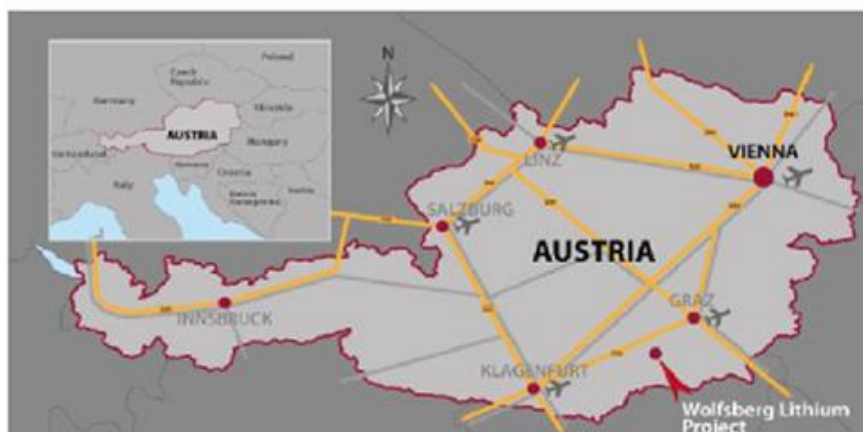 Poland
Czech
Republic
Germany
Slovakia
AUSTRIA
Hungary
Switzerland
Slovenia
Croatia
Italy
Serbia
Bosnia
Herzegovina
N
LINZ
VIENNA
SALZBURG
AUSTRIA
INNSBRUCK
GRAZ
KLAGENFURT
Wolfsberg Lithium
Project